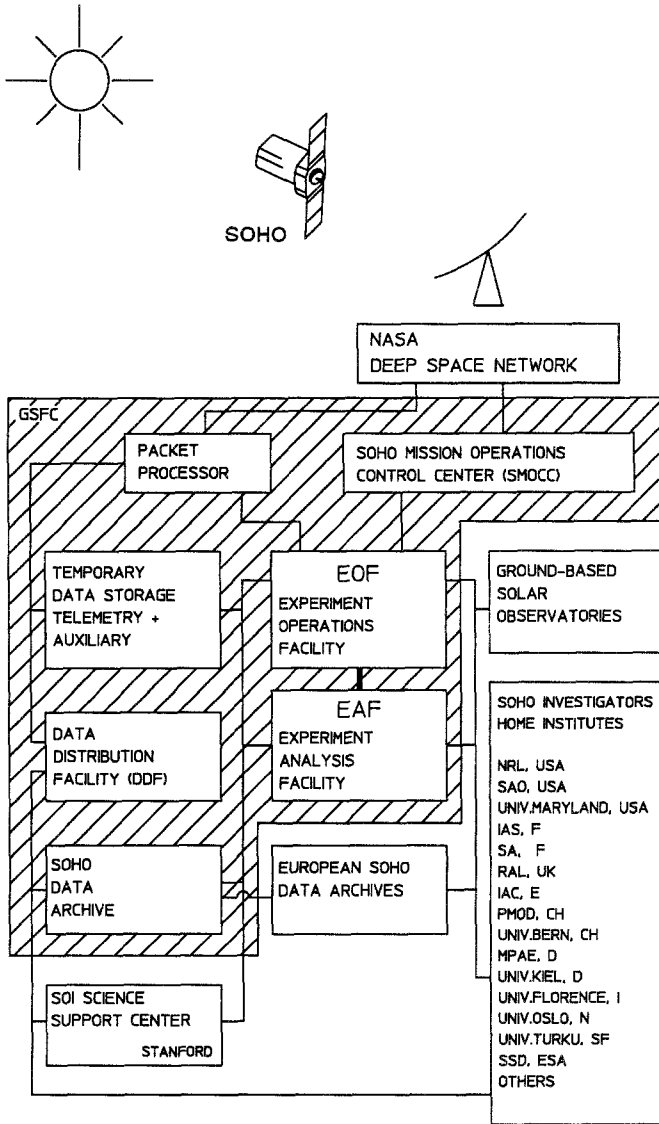 SOHO
NASA
DEEP SPACE NETWORK
GSFC
PACKET
PROCESSOR
SOHO MISSION OPERATIONS
CONTROL CENTER (SMOCC)
TEMPORARY
DATA STORAGE
TELEMETRY +
AUXILIARY
EOF
EXPERIMENT
OPERATIONS
FACILITY
GROUND-BASED
SOLAR
OBSERVATORIES
DATA
DISTRIBUTION
FACILITY (DDF)
EAF
EXPERIMENT
ANALYSIS
FACILITY
SOHO INVESTIGATORS
HOME INSTITUTES
NRL, USA
SAO, USA
UNIV.MARYLAND, USA
IAS, F
SA, F
RAL, UK
IAC, E
PMOD, CH
UNIV.BERN, CH
MPAE, D
UNIV.KIEL, D
UNIV.FLORENCE, I
UNIV.OSLO, N
UNIV.TURKU, SF
SSD, ESA
OTHERS
SOHO
DATA
ARCHIVE
EUROPEAN SOHO
DATA ARCHIVES
SOI SCIENCE
SUPPORT CENTER
STANFORD